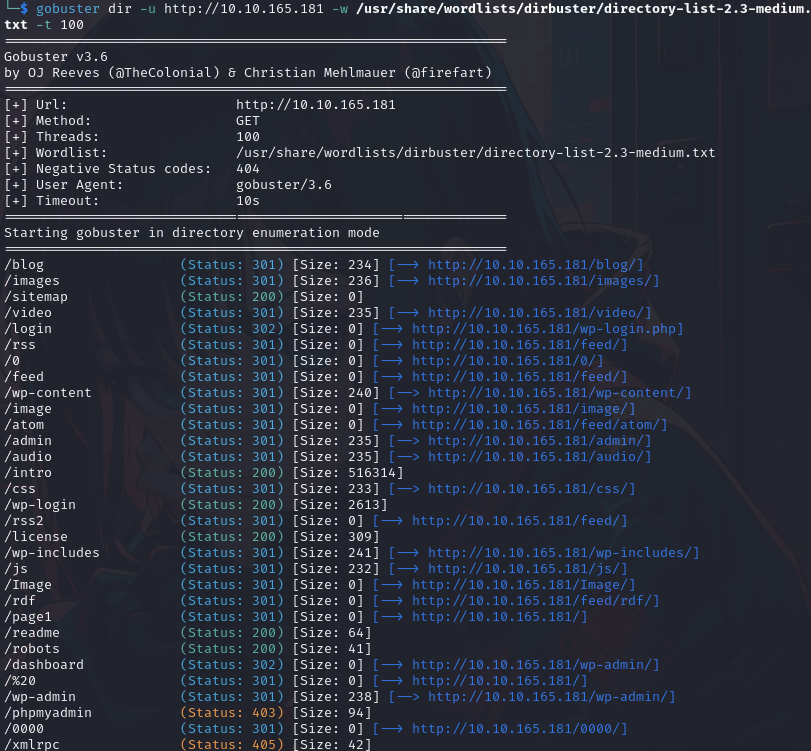 └─$ gobuster dir -u http://10.10.165.181 -w /usr/share/wordlists/dirbuster/directory-list-2.3-medium.
txt -t 100
===============================================================
Gobuster v3.6
by OJ Reeves (@TheColonial) & Christian Mehlmauer (@firefart)
===============================================================
[+] Url:                     http://10.10.165.181
[+] Method:                  GET
[+] Threads:                 100
[+] Wordlist:                /usr/share/wordlists/dirbuster/directory-list-2.3-medium.txt
[+] Negative Status codes:   404
[+] User Agent:              gobuster/3.6
[+] Timeout:                 10s
===============================================================
Starting gobuster in directory enumeration mode
===============================================================
/blog                 (Status: 301) [Size: 234] [--> http://10.10.165.181/blog/]
/images               (Status: 301) [Size: 236] [--> http://10.10.165.181/images/]
/sitemap              (Status: 200) [Size: 0]
/video                (Status: 301) [Size: 235] [--> http://10.10.165.181/video/]
/login                (Status: 302) [Size: 0] [--> http://10.10.165.181/wp-login.php]
/rss                  (Status: 301) [Size: 0] [--> http://10.10.165.181/feed/]
/0                    (Status: 301) [Size: 0] [--> http://10.10.165.181/0/]
/feed                 (Status: 301) [Size: 0] [--> http://10.10.165.181/feed/]
/wp-content           (Status: 301) [Size: 240] [--> http://10.10.165.181/wp-content/]
/image                (Status: 301) [Size: 0] [--> http://10.10.165.181/image/]
/atom                 (Status: 301) [Size: 0] [--> http://10.10.165.181/feed/atom/]
/admin                (Status: 301) [Size: 235] [--> http://10.10.165.181/admin/]
/audio                (Status: 301) [Size: 235] [--> http://10.10.165.181/audio/]
/intro                (Status: 200) [Size: 516314]
/css                  (Status: 301) [Size: 233] [--> http://10.10.165.181/css/]
/wp-login             (Status: 200) [Size: 2613]
/rss2                 (Status: 301) [Size: 0] [--> http://10.10.165.181/feed/]
/license              (Status: 200) [Size: 309]
/wp-includes          (Status: 301) [Size: 241] [--> http://10.10.165.181/wp-includes/]
/js                   (Status: 301) [Size: 232] [--> http://10.10.165.181/js/]
/Image                (Status: 301) [Size: 0] [--> http://10.10.165.181/Image/]
/rdf                  (Status: 301) [Size: 0] [--> http://10.10.165.181/feed/rdf/]
/page1                (Status: 301) [Size: 0] [--> http://10.10.165.181/]
/readme               (Status: 200) [Size: 64]
/robots               (Status: 200) [Size: 41]
/dashboard            (Status: 302) [Size: 0] [--> http://10.10.165.181/wp-admin/]
/%20                  (Status: 301) [Size: 0] [--> http://10.10.165.181/]
/wp-admin             (Status: 301) [Size: 238] [--> http://10.10.165.181/wp-admin/]
/phpmyadmin           (Status: 403) [Size: 94]
/0000                 (Status: 301) [Size: 0] [--> http://10.10.165.181/0000/]
/xmlrpc               (Status: 405) [Size: 42]